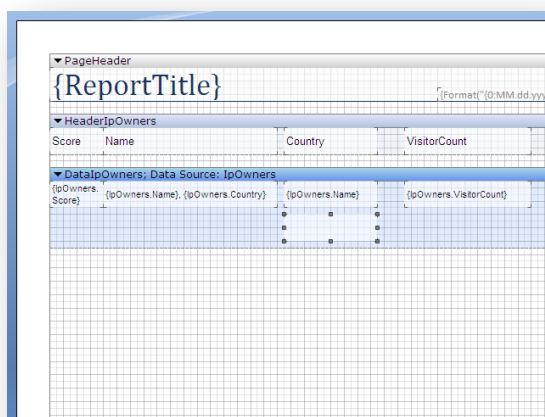 PageHeader
{ReportTitle}
{Format("{0:MM.dd.yyy
HeaderIpOwners
Score Name Country VisitorCount
DataIpOwners; Data Source: IpOwners
{IpOwners.
Score} {IpOwners.Name}, {IpOwners.Country} {IpOwners.Name} {IpOwners.VisitorCount}